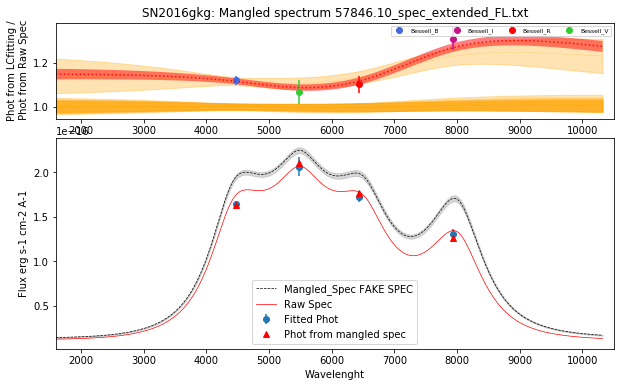 SN2016gkg: Mangled spectrum 57846.10_spec_extended_FL.txt
Phot from LCfitting /
Phot from Raw Spec
1.2
1.0
Bessell_B
Bessell_I
Bessell_R
Bessell_V
2000 3000 4000 5000 6000 7000 8000 9000 10000
1e-16
Flux erg s-1 cm-2 A-1
2.0
1.5
1.0
0.5
Mangled_Spec FAKE SPEC
Raw Spec
Fitted Phot
Phot from mangled spec
2000 3000 4000 5000 6000 7000 8000 9000 10000
Wavelenght